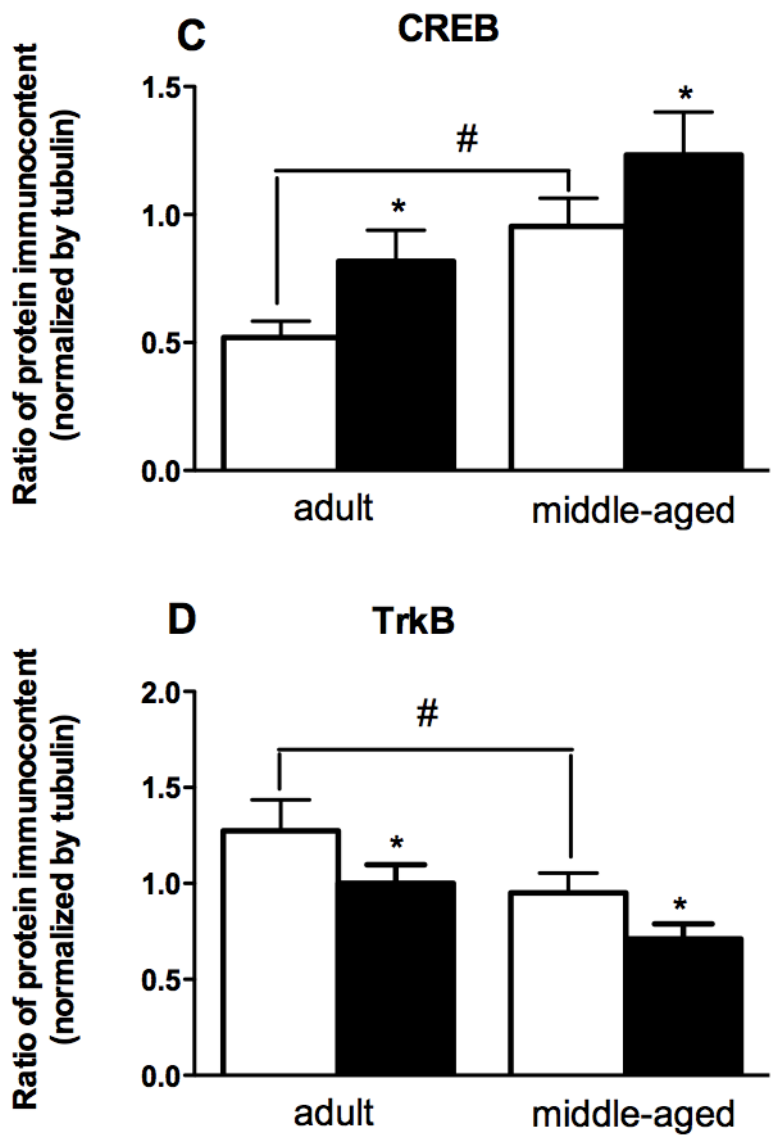 C
CREB
Ratio of protein immunocontent
(normalized by tubulin)
1.5
1.0
0.5
0.0
#
*
*
adult
middle-aged
D
TrkB
Ratio of protein immunocontent
(normalized by tubulin)
2.0
1.5
1.0
0.5
0.0
#
*
*
adult
middle-aged